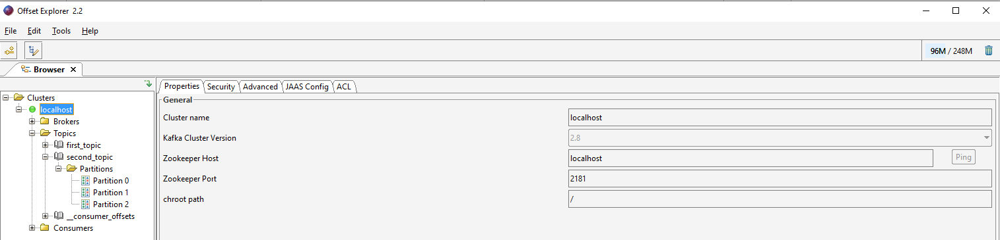 Offset Explorer 2.2
File Edit Tools Help
96M / 248M
Browser
Clusters
localhost
Brokers
Topics
first_topic
second_topic
Partitions
Partition 0
Partition 1
Partition 2
__consumer_offsets
Consumers
Properties Security Advanced JAAS Config ACL
General
Cluster name localhost
Kafka Cluster Version 2.8
Zookeeper Host localhost Ping
Zookeeper Port 2181
chroot path /